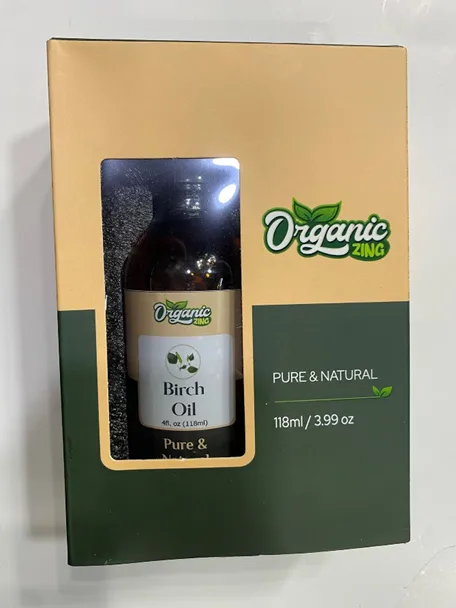 Organic
ZING
PURE & NATURAL
118ml / 3.99 oz
Organic
ZING
Birch
Oil
4fl. oz (118ml)
Pure &